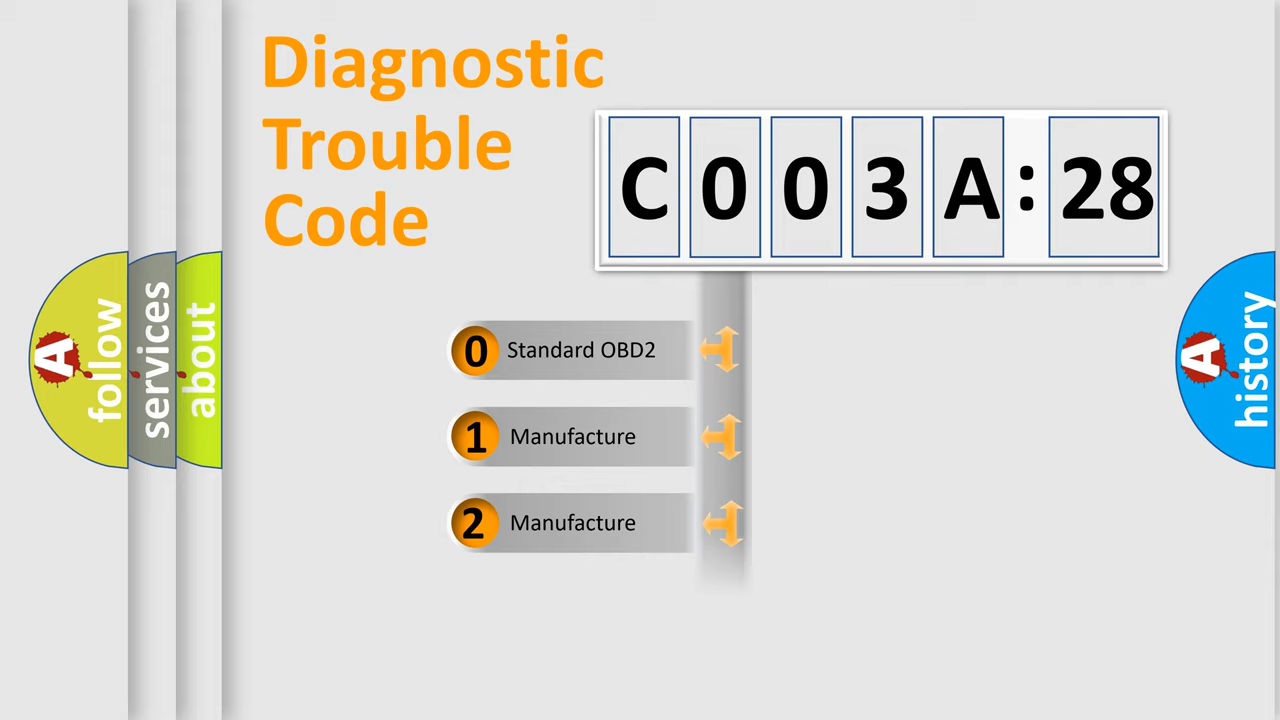 Diagnostic
Trouble
Code
C003A:28
0 Standard OBD2
1 Manufacture
2 Manufacture
A follow
services
about
A history